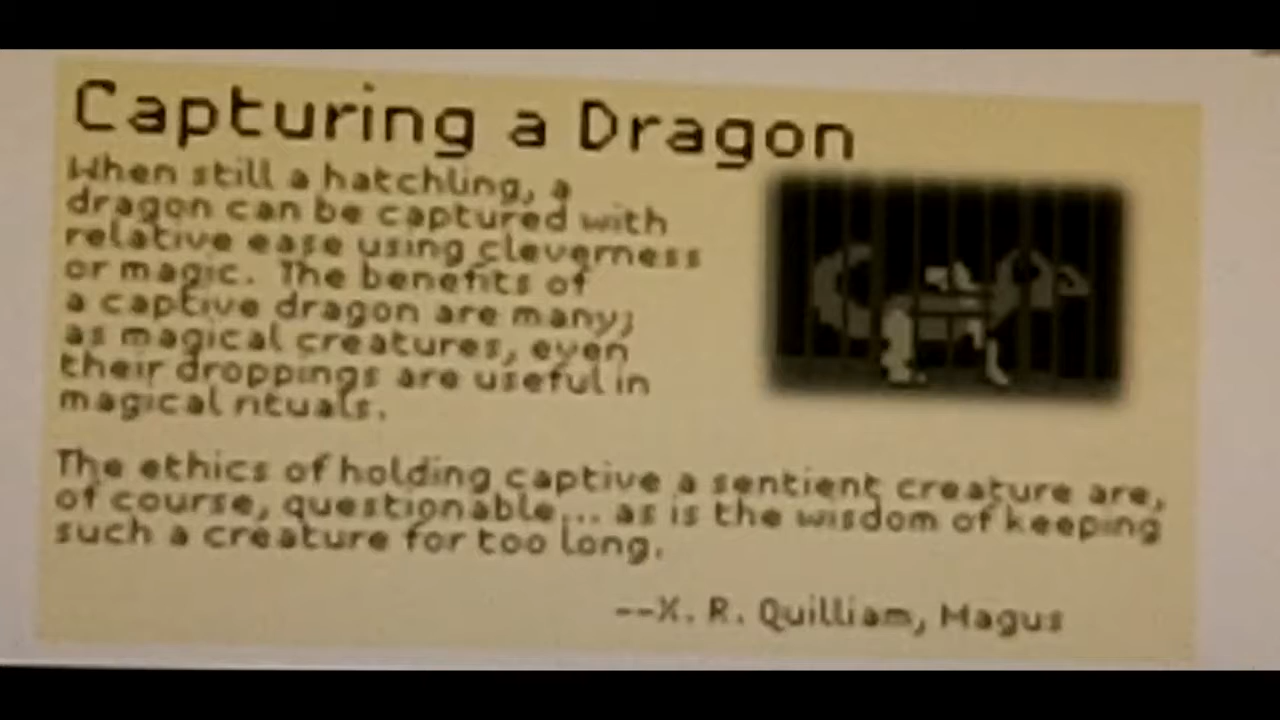 Capturing a Dragon
When still a hatchling, a
dragon can be captured with
relative ease using cleverness
or magic. The benefits of
a captive dragon are many;
as magical creatures, even
their droppings are useful in
magical rituals.
The ethics of holding captive a sentient creature are,
of course, questionable... as is the wisdom of keeping
such a creature for too long.
--X. R. Quilliam, Magus